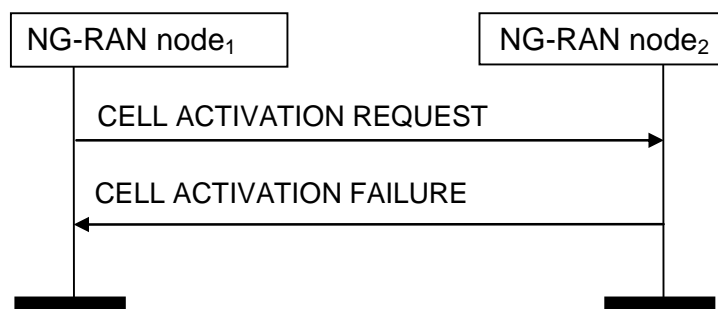 NG-RAN node₁
NG-RAN node₂
CELL ACTIVATION REQUEST
CELL ACTIVATION FAILURE